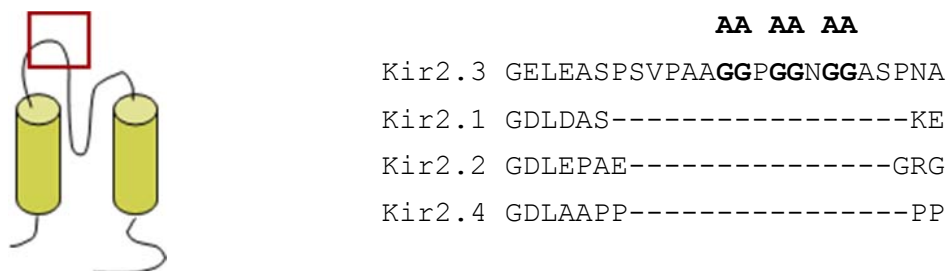 AA AA AA
Kir2.3 GELEASPSVPAAGGPGGNGGASPNA
Kir2.1 GDLDAS-----------------KE
Kir2.2 GDLEPAE---------------GRG
Kir2.4 GDLAAPP----------------PP